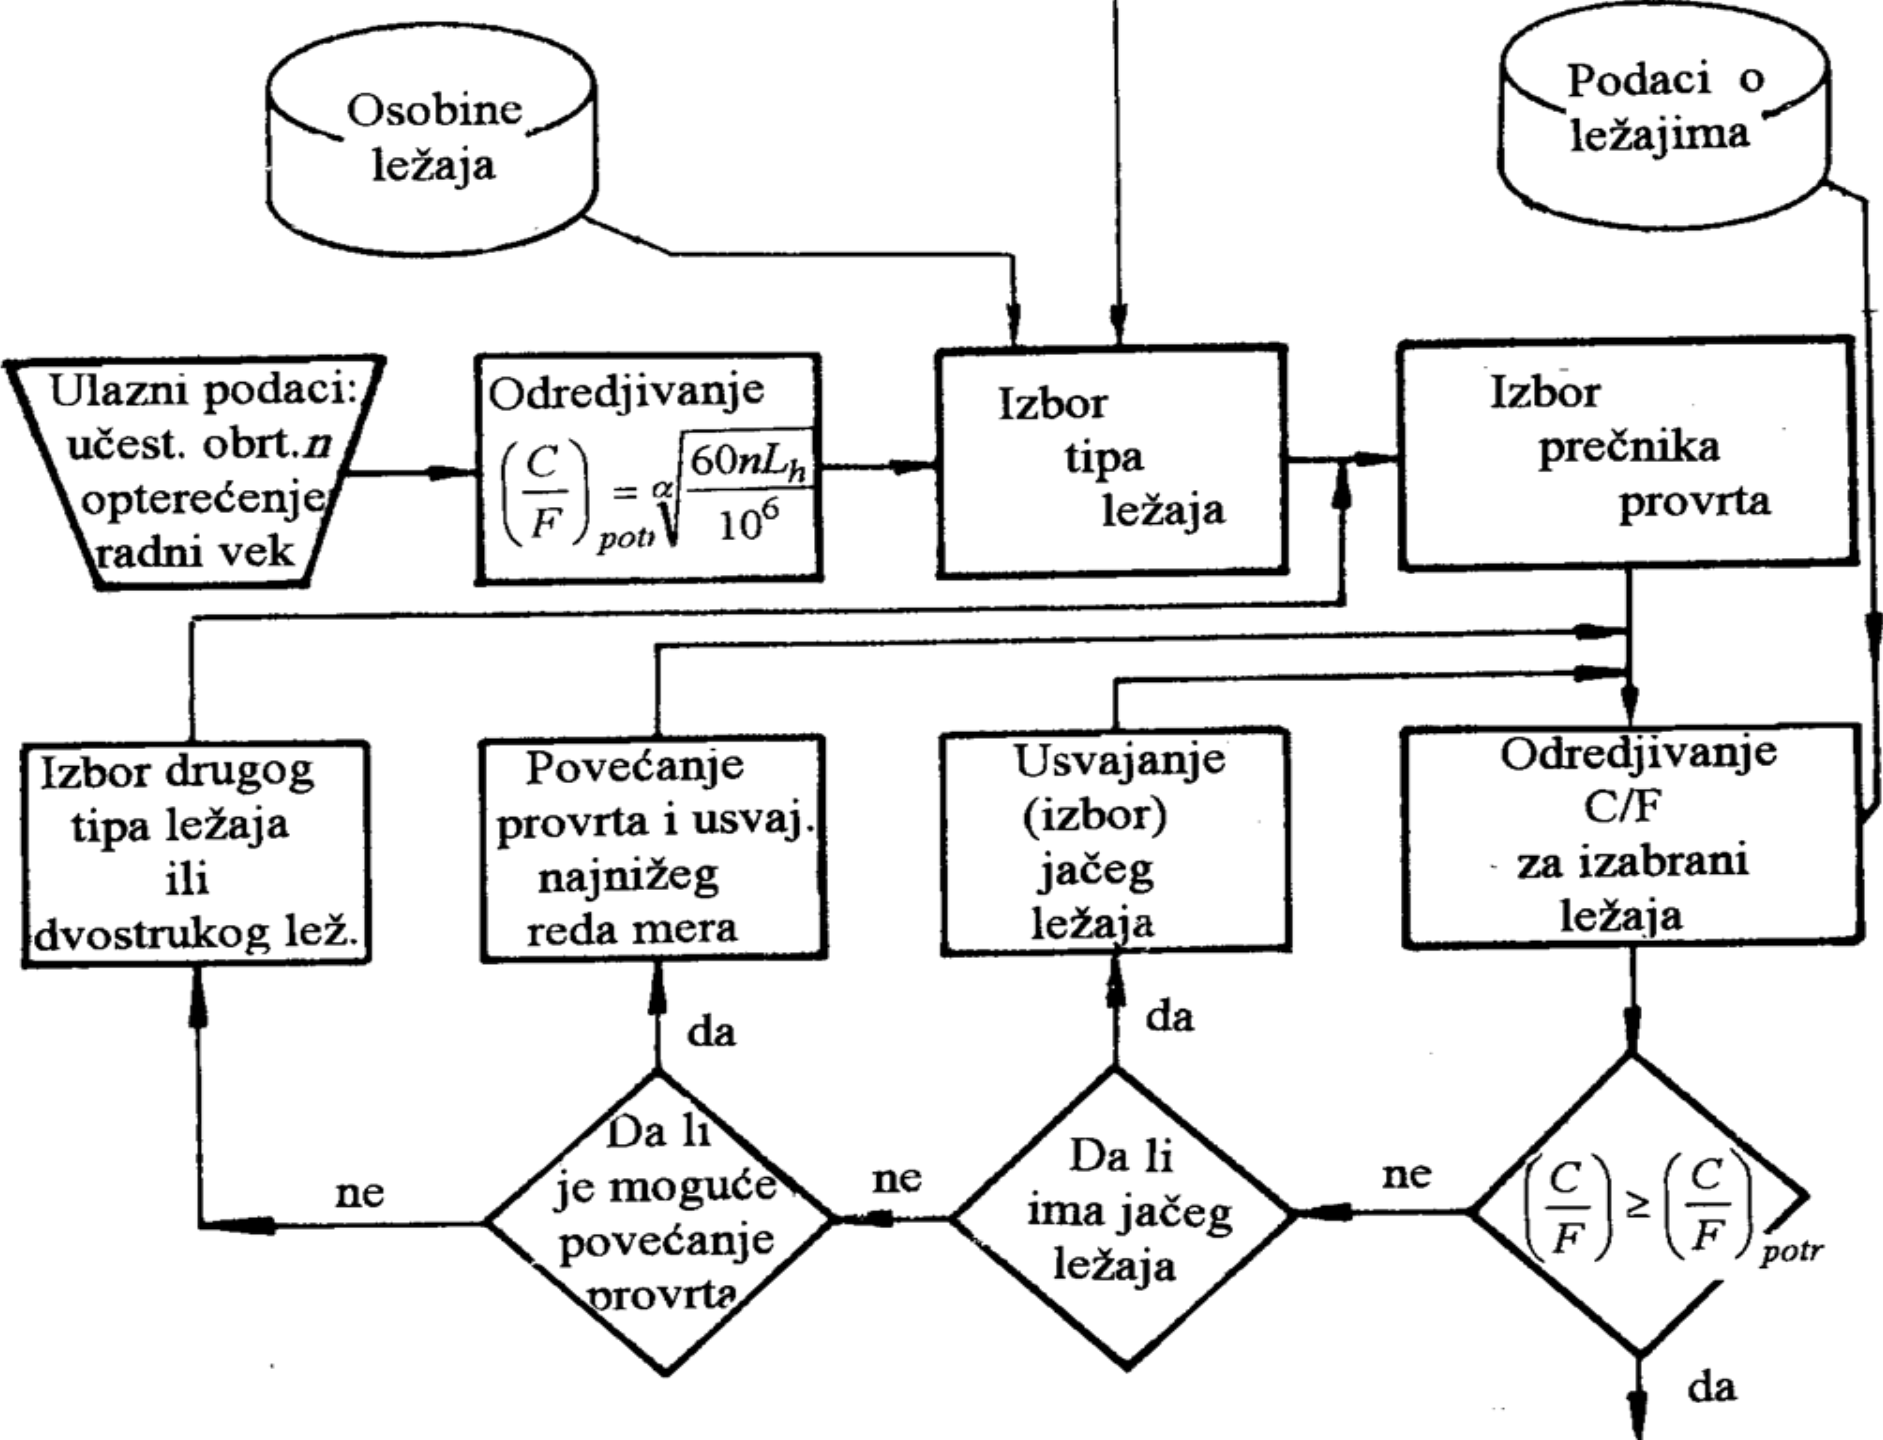 Osobine
ležaja
Podaci o
ležajima
Ulazni podaci:
učest. obrt. n
opterećenje
radni vek
Odredjivanje
(C/F)potr = α√(60nLh/10⁶)
Izbor
tipa
ležaja
Izbor
prečnika
provrta
Izbor drugog
tipa ležaja
ili
dvostrukog lež.
Povećanje
provrta i usvaj.
najnižeg
reda mera
Usvajanje
(izbor)
jačeg
ležaja
Odredjivanje
C/F
za izabrani
ležaja
da
da
Da li
je moguće
povećanje
provrta
Da li
ima jačeg
ležaja
(C/F) ≥ (C/F)potr
ne
ne
ne
da